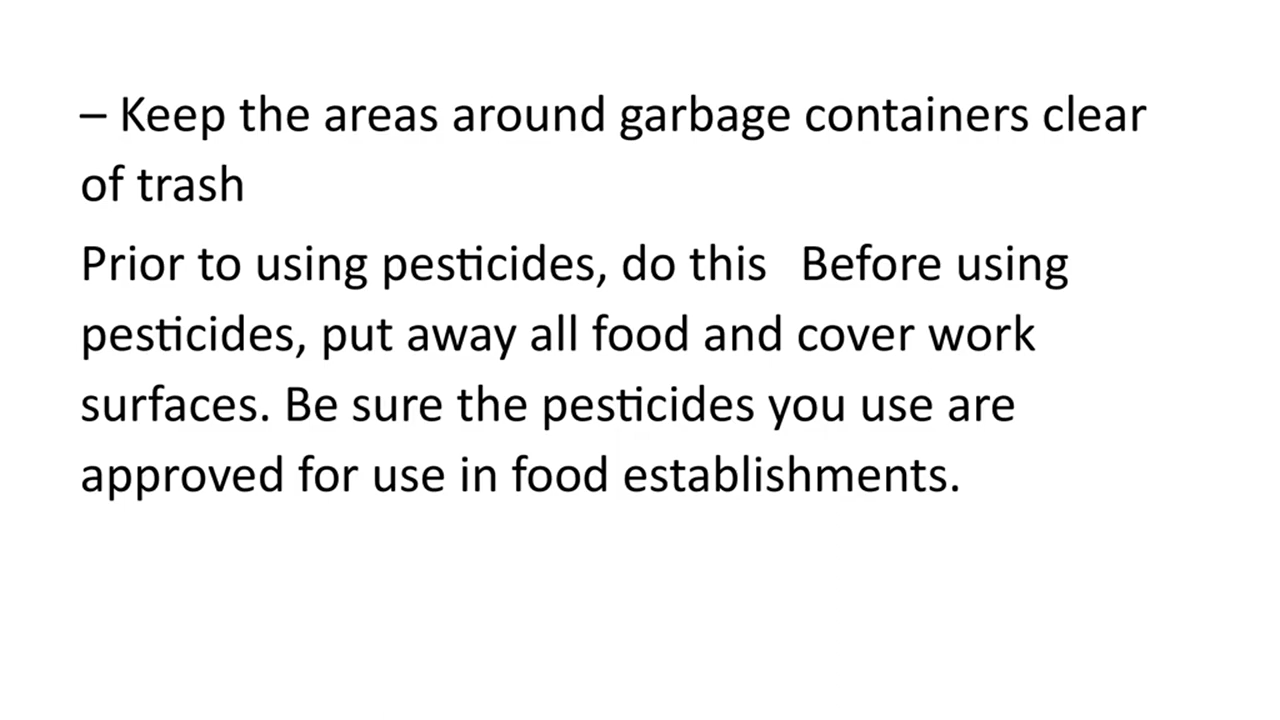 – Keep the areas around garbage containers clear
of trash
Prior to using pesticides, do this   Before using
pesticides, put away all food and cover work
surfaces. Be sure the pesticides you use are
approved for use in food establishments.